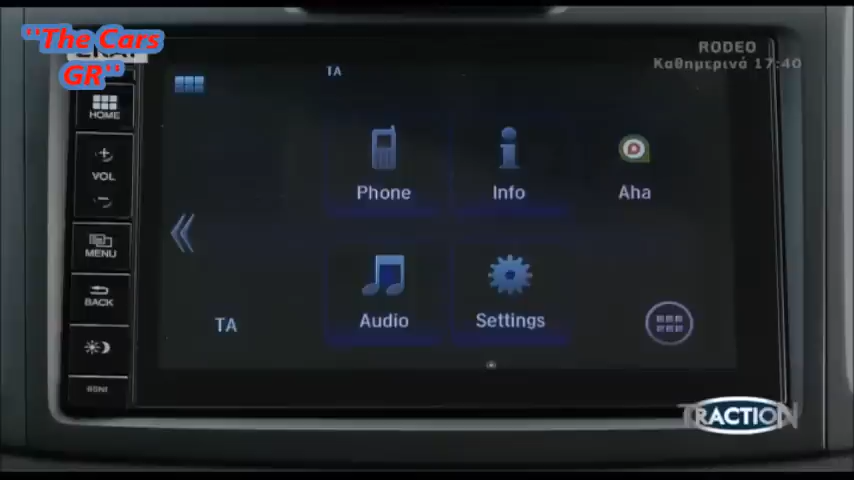 "The Cars
GR"
RODEO
Καθημερινά 17:40
TA
HOME
+
VOL
−
MENU
BACK
Phone
Info
Aha
TA
Audio
Settings
TRACTION